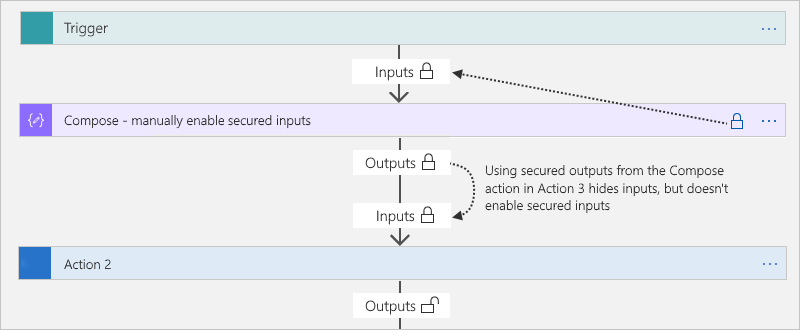 Trigger
Inputs
Compose - manually enable secured inputs
Outputs
Using secured outputs from the Compose
action in Action 3 hides inputs, but doesn't
enable secured inputs
Inputs
Action 2
Outputs